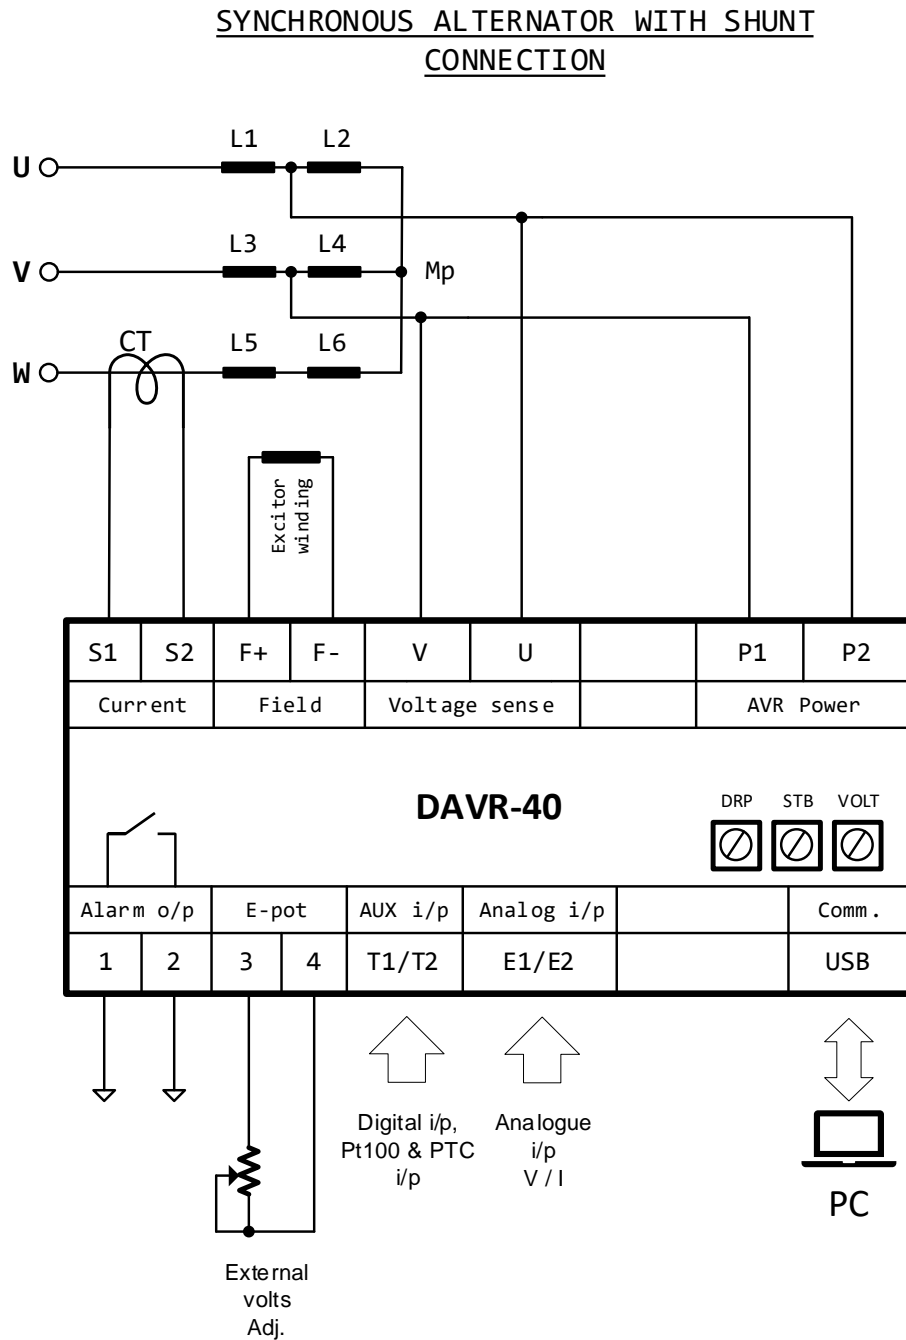 SYNCHRONOUS ALTERNATOR WITH SHUNT
CONNECTION
L1 L2
U
L3 L4
V Mp
CT L5 L6
W
Excitor
winding
S1 S2 F+ F- V U P1 P2
Current Field Voltage sense AVR Power
DAVR-40
DRP STB VOLT
Alarm o/p E-pot AUX i/p Analog i/p Comm.
1 2 3 4 T1/T2 E1/E2 USB
Digital i/p,
Pt100 & PTC
i/p
Analogue
i/p
V / I
PC
External
volts
Adj.